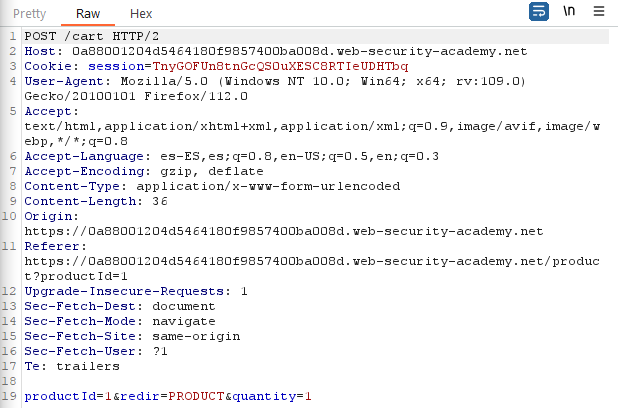 Pretty Raw Hex \n
1 POST /cart HTTP/2
2 Host: 0a88001204d5464180f9857400ba008d.web-security-academy.net
3 Cookie: session=TnyGOFUn8tnGcQS0uXESC8RTIeUDHTbq
4 User-Agent: Mozilla/5.0 (Windows NT 10.0; Win64; x64; rv:109.0)
Gecko/20100101 Firefox/112.0
5 Accept:
text/html,application/xhtml+xml,application/xml;q=0.9,image/avif,image/w
ebp,*/*;q=0.8
6 Accept-Language: es-ES,es;q=0.8,en-US;q=0.5,en;q=0.3
7 Accept-Encoding: gzip, deflate
8 Content-Type: application/x-www-form-urlencoded
9 Content-Length: 36
10 Origin:
https://0a88001204d5464180f9857400ba008d.web-security-academy.net
11 Referer:
https://0a88001204d5464180f9857400ba008d.web-security-academy.net/produc
t?productId=1
12 Upgrade-Insecure-Requests: 1
13 Sec-Fetch-Dest: document
14 Sec-Fetch-Mode: navigate
15 Sec-Fetch-Site: same-origin
16 Sec-Fetch-User: ?1
17 Te: trailers
18
19 productId=1&redir=PRODUCT&quantity=1